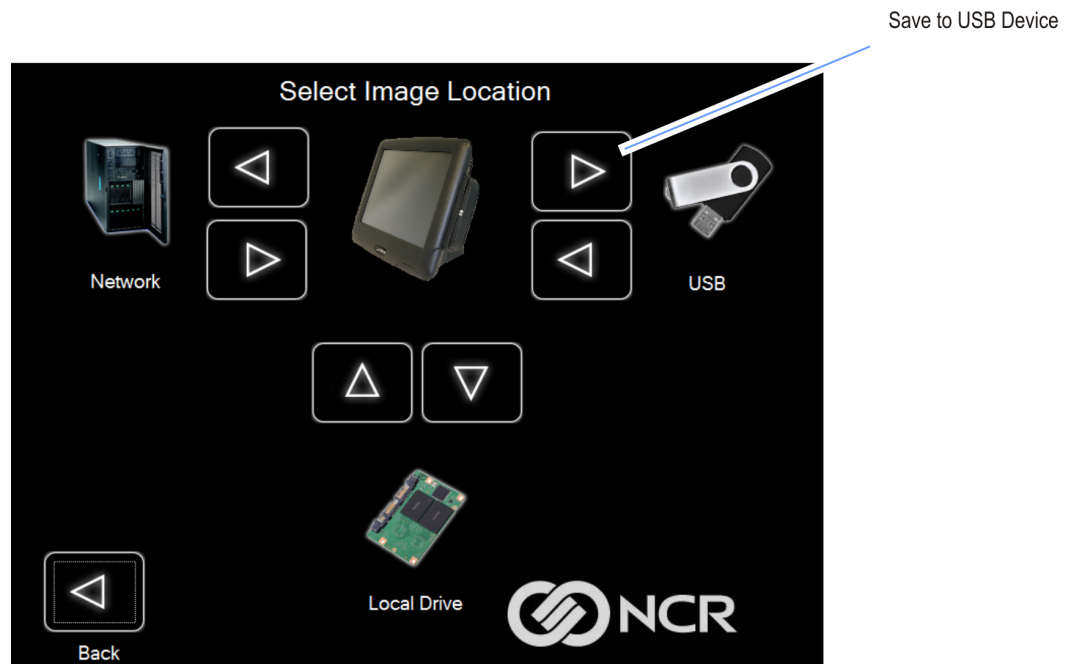 Save to USB Device
Select Image Location
Network
USB
Local Drive
NCR
Back